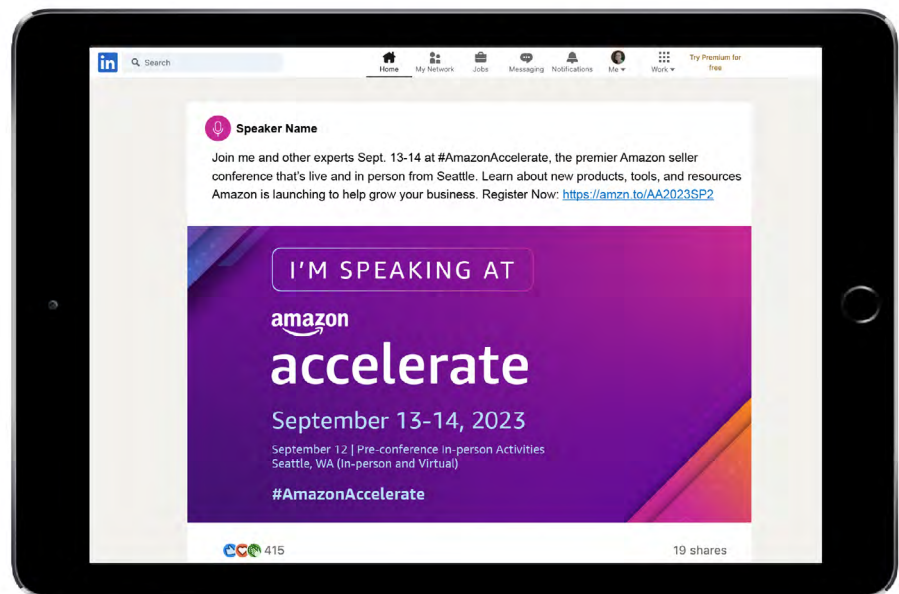 in
Search
Home
My Network
Jobs
Messaging
Notifications
Me
Work
Try Premium for
free
Speaker Name
Join me and other experts Sept. 13-14 at #AmazonAccelerate, the premier Amazon seller
conference that's live and in person from Seattle. Learn about new products, tools, and resources
Amazon is launching to help grow your business. Register Now: https://amzn.to/AA2023SP2
I'M SPEAKING AT
amazon
accelerate
September 13-14, 2023
September 12 | Pre-conference In-person Activities
Seattle, WA (In-person and Virtual)
#AmazonAccelerate
415
19 shares